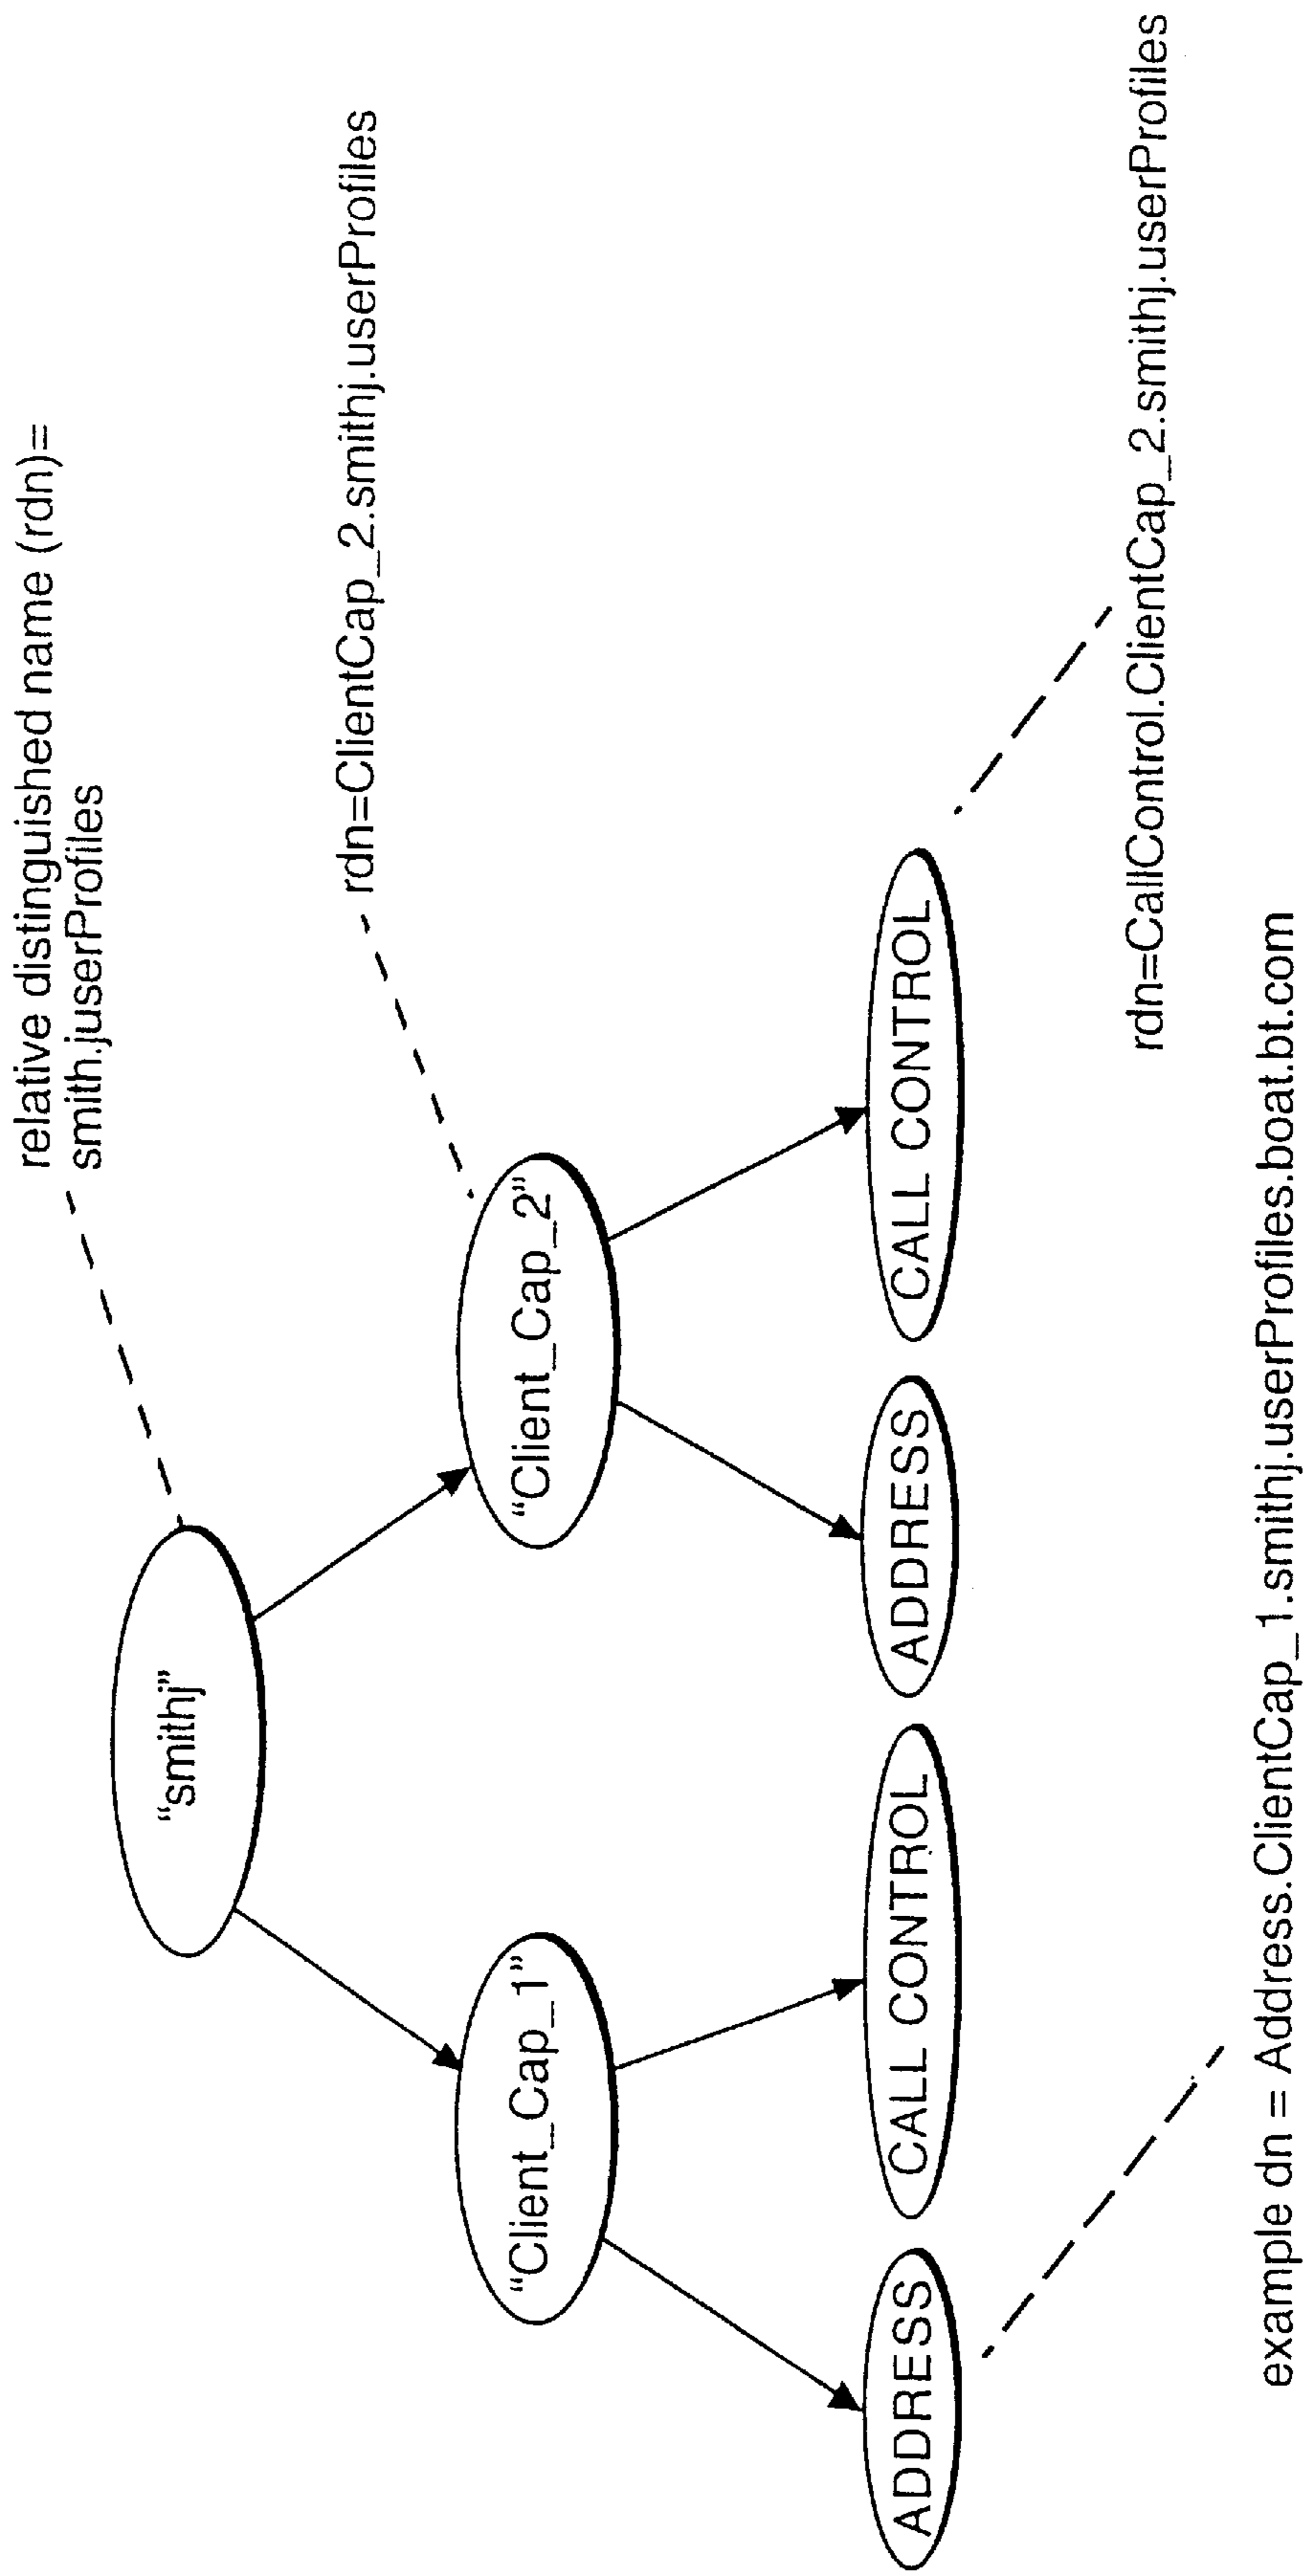 relative distinguished name (rdn)=
smith.juserProfiles
"smithj"
rdn=ClientCap_2.smithj.userProfiles
"Client_Cap_1"
"Client_Cap_2"
ADDRESS
CALL CONTROL
ADDRESS
CALL CONTROL
rdn=CallControl.ClientCap_2.smithj.userProfiles
example dn = Address.ClientCap_1.smithj.userProfiles.boat.bt.com